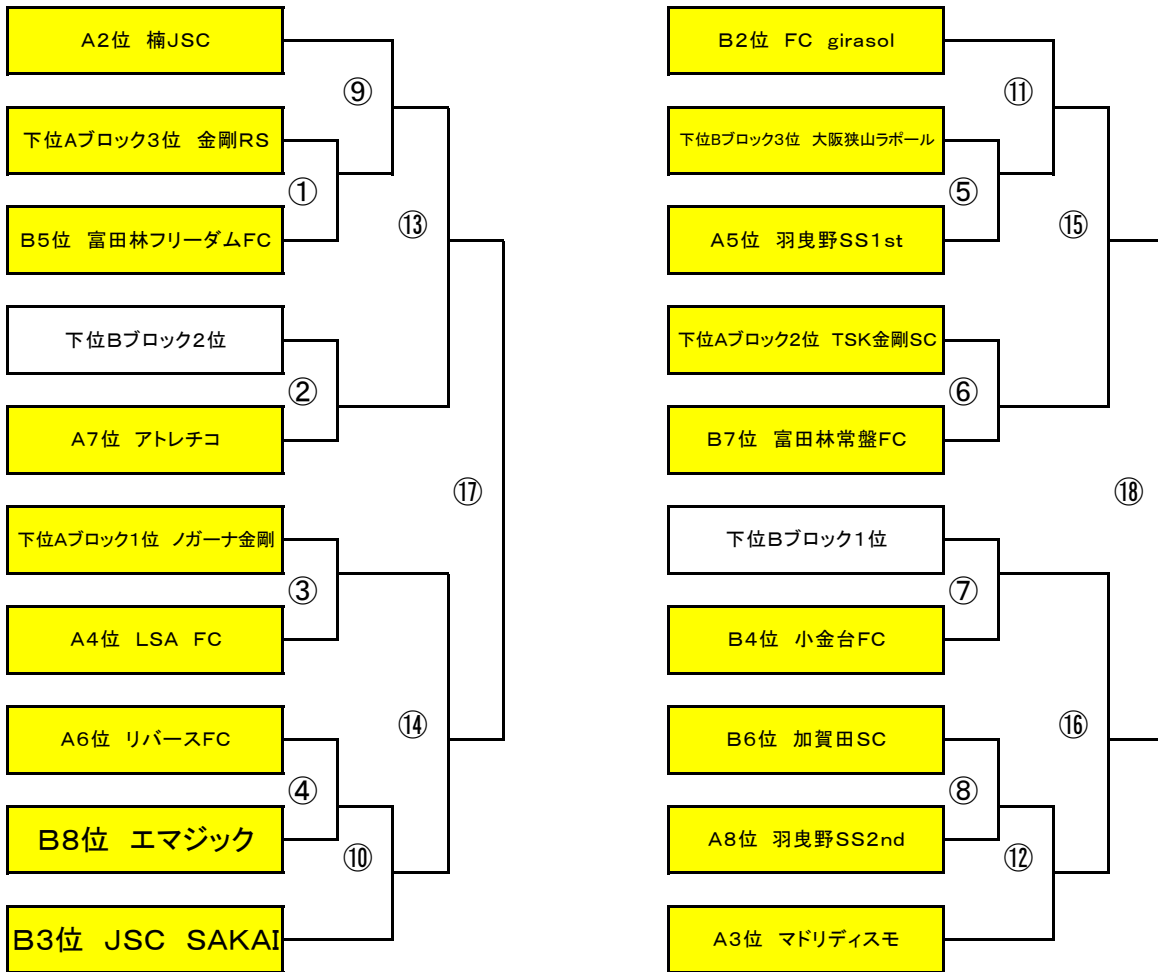 A2位 楠JSC
⑨
下位Aブロック3位 金剛RS
①
B5位 富田林フリーダムFC
⑬
下位Bブロック2位
②
A7位 アトレチコ
⑰
下位Aブロック1位 ノガーナ金剛
③
A4位 LSA FC
⑭
A6位 リバースFC
④
B8位 エマジック
⑩
B3位 JSC SAKAI
B2位 FC girasol
⑪
下位Bブロック3位 大阪狭山ラポール
⑤
A5位 羽曳野SS1st
⑮
下位Aブロック2位 TSK金剛SC
⑥
B7位 富田林常盤FC
⑱
下位Bブロック1位
⑦
B4位 小金台FC
⑯
B6位 加賀田SC
⑧
A8位 羽曳野SS2nd
⑫
A3位 マドリディスモ